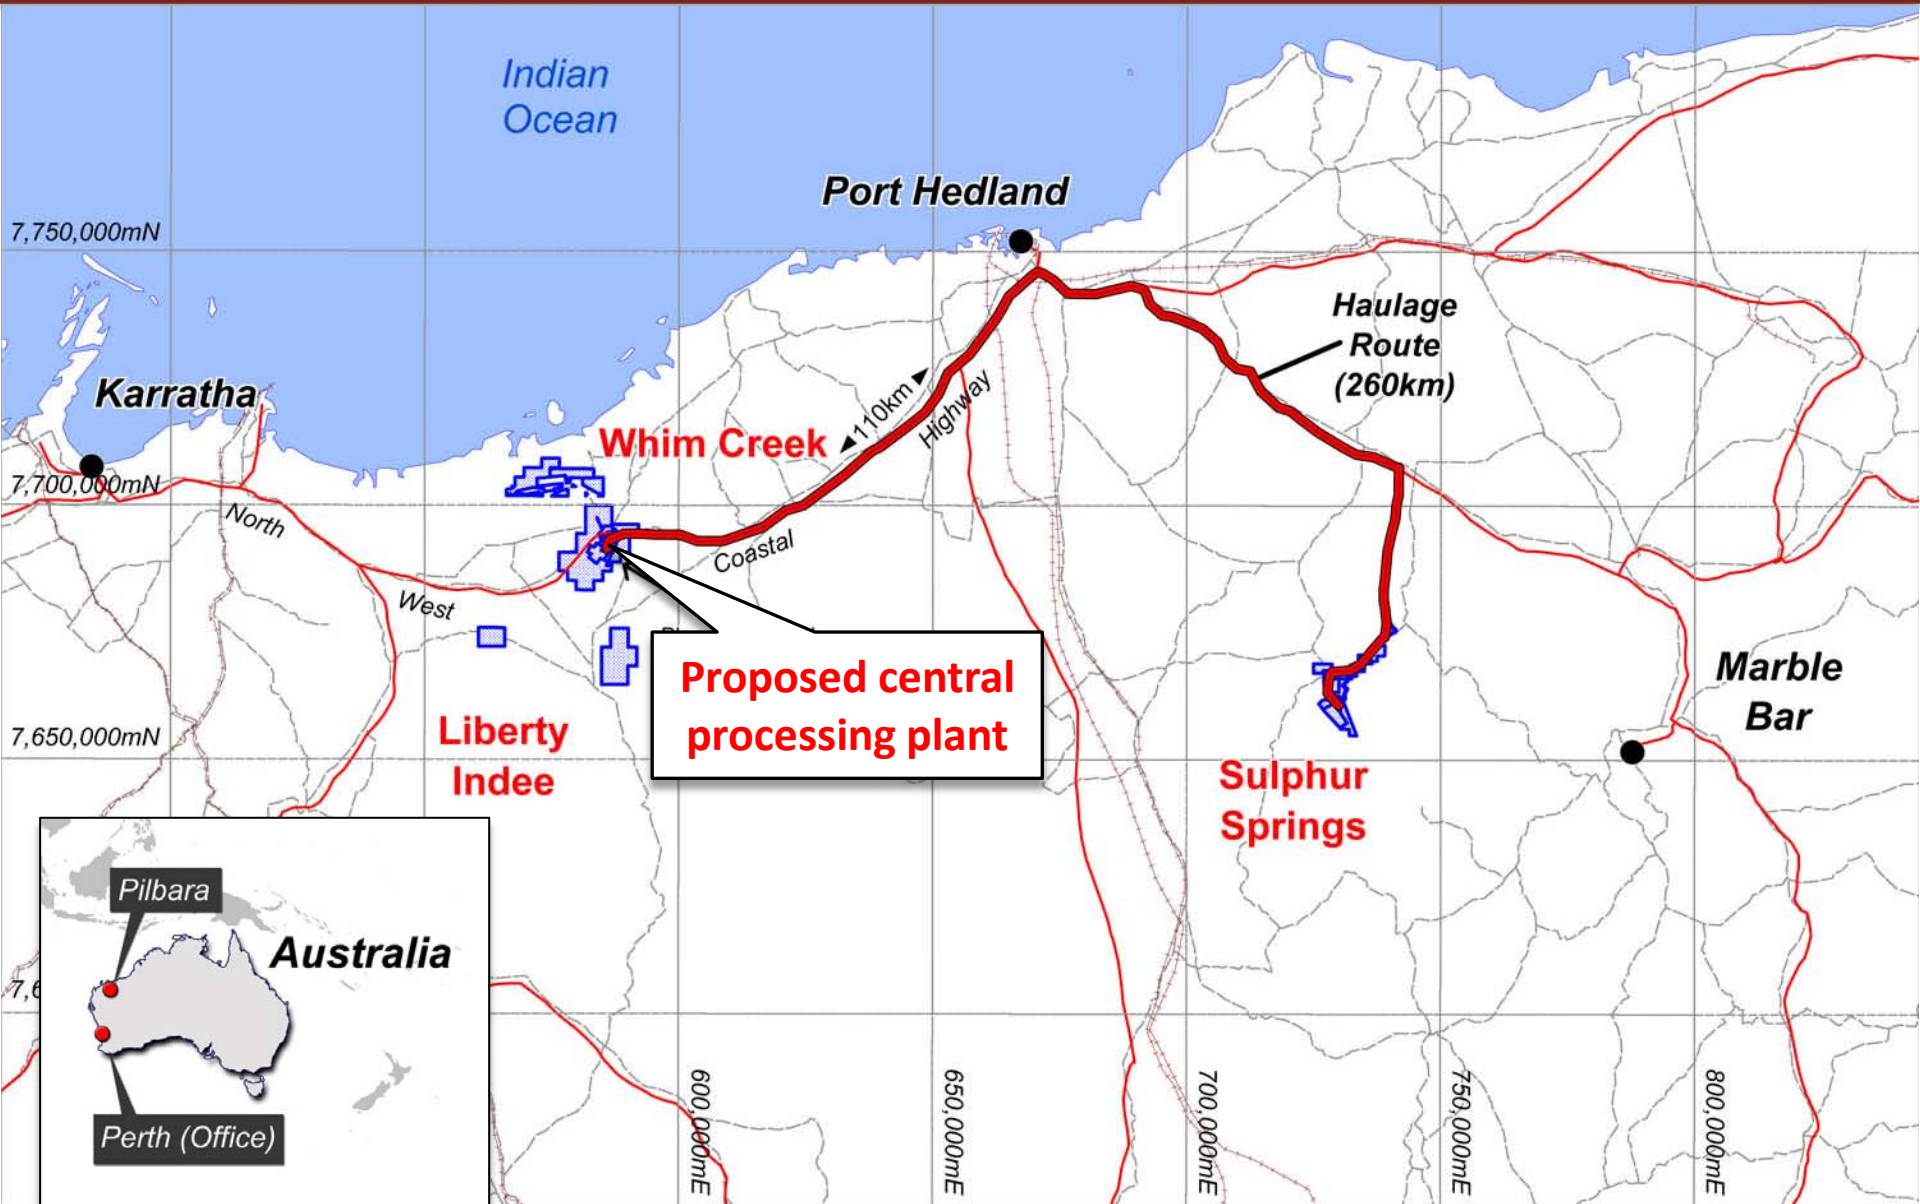 Indian
Ocean
Port Hedland
7,750,000mN
Haulage
Route
(260km)
Karratha
110km
Highway
Whim Creek
7,700,000mN
North
Coastal
West
Proposed central
processing plant
Marble
Bar
Liberty
Indee
7,650,000mN
Sulphur
Springs
Pilbara
Australia
7,6
Perth (Office)
600,000mE
650,000mE
700,000mE
750,000mE
800,000mE